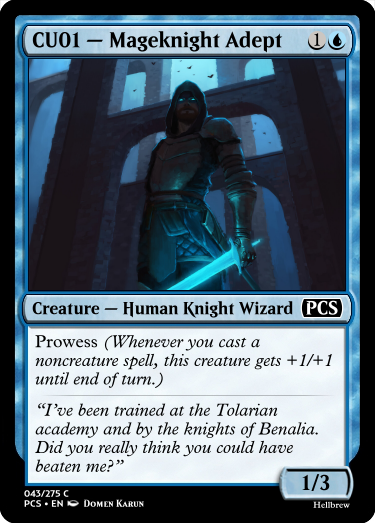 CU01 — Mageknight Adept 1
Creature — Human Knight Wizard PCS
Prowess (Whenever you cast a
noncreature spell, this creature gets +1/+1
until end of turn.)
“I’ve been trained at the Tolarian
academy and by the knights of Benalia.
Did you really think you could have
beaten me?”
1/3
043/275 C
PCS • EN Domen Karun
Hellbrew